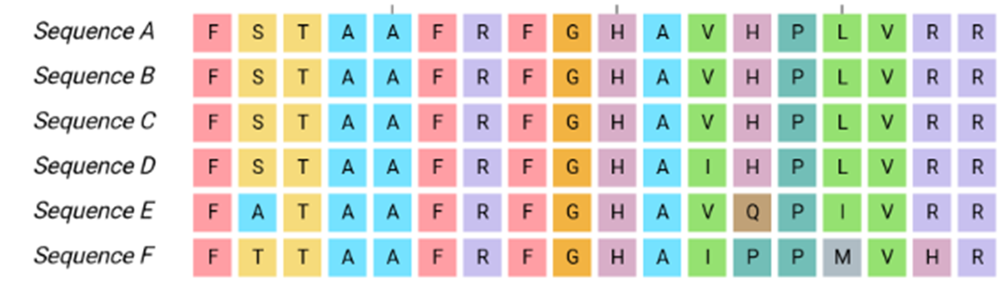 Sequence A F S T A A F R F G H A V H P L V R R
Sequence B F S T A A F R F G H A V H P L V R R
Sequence C F S T A A F R F G H A V H P L V R R
Sequence D F S T A A F R F G H A I H P L V R R
Sequence E F A T A A F R F G H A V Q P I V R R
Sequence F F T T A A F R F G H A I P P M V H R